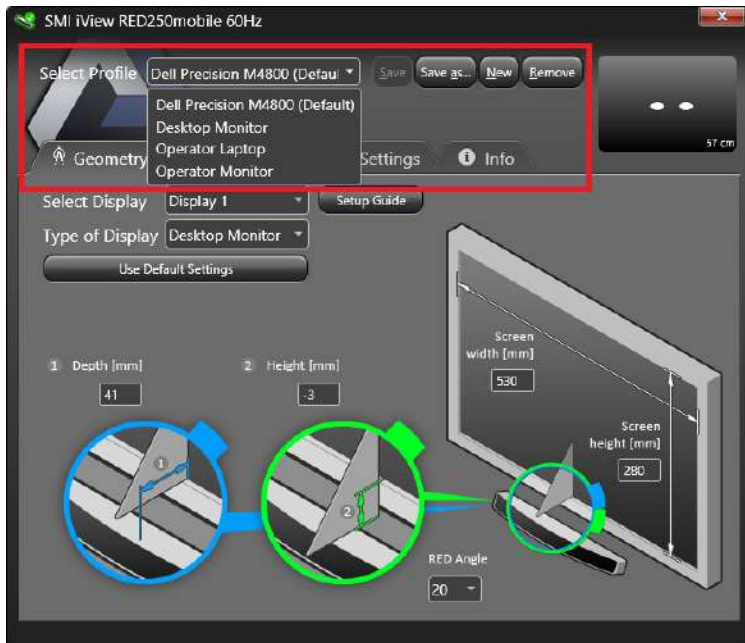 SMI iView RED250mobile 60Hz
Select Profile Dell Precision M4800 (Defaul Save Save as... New Remove
Dell Precision M4800 (Default)
Desktop Monitor
Operator Laptop
Operator Monitor
57 cm
Geometry Settings Info
Select Display Display 1 Setup Guide
Type of Display Desktop Monitor
Use Default Settings
Screen
width [mm]
530
1 Depth [mm] 2 Height [mm]
41 -3
Screen
height [mm]
280
1
2
RED Angle
20